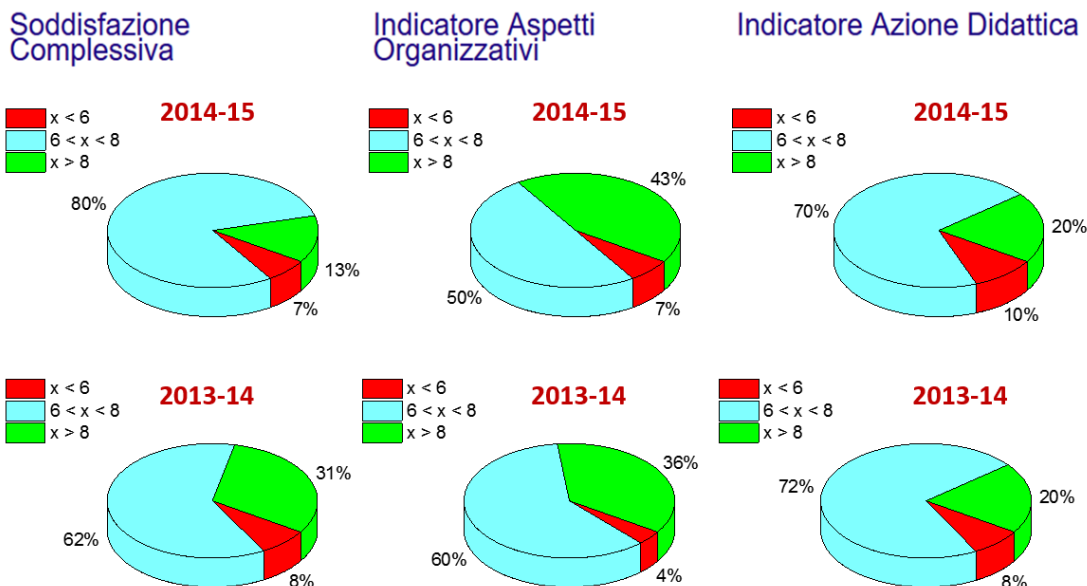 Soddisfazione
Complessiva
Indicatore Aspetti
Organizzativi
Indicatore Azione Didattica
2014-15
x < 6
6 < x < 8
x > 8
80%
13%
7%
2014-15
x < 6
6 < x < 8
x > 8
43%
50%
7%
2014-15
x < 6
6 < x < 8
x > 8
70%
20%
10%
2013-14
x < 6
6 < x < 8
x > 8
31%
62%
8%
2013-14
x < 6
6 < x < 8
x > 8
36%
60%
4%
2013-14
x < 6
6 < x < 8
x > 8
72%
20%
8%